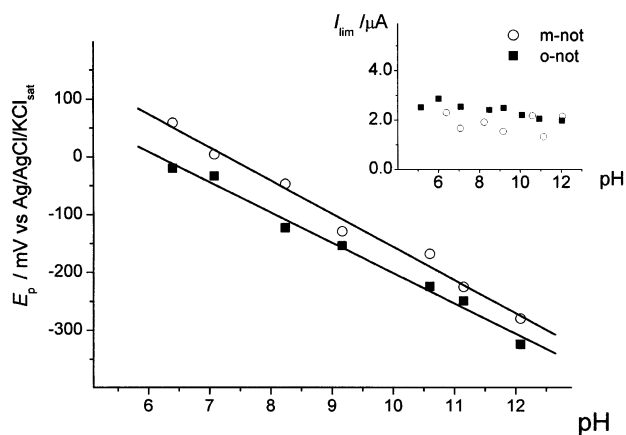 I_lim /μA
m-not
o-not
4.0
2.0
0.0
6 8 10 12
pH
E_p / mV vs Ag/AgCl/KCl_sat
100
0
-100
-200
-300
6 7 8 9 10 11 12
pH